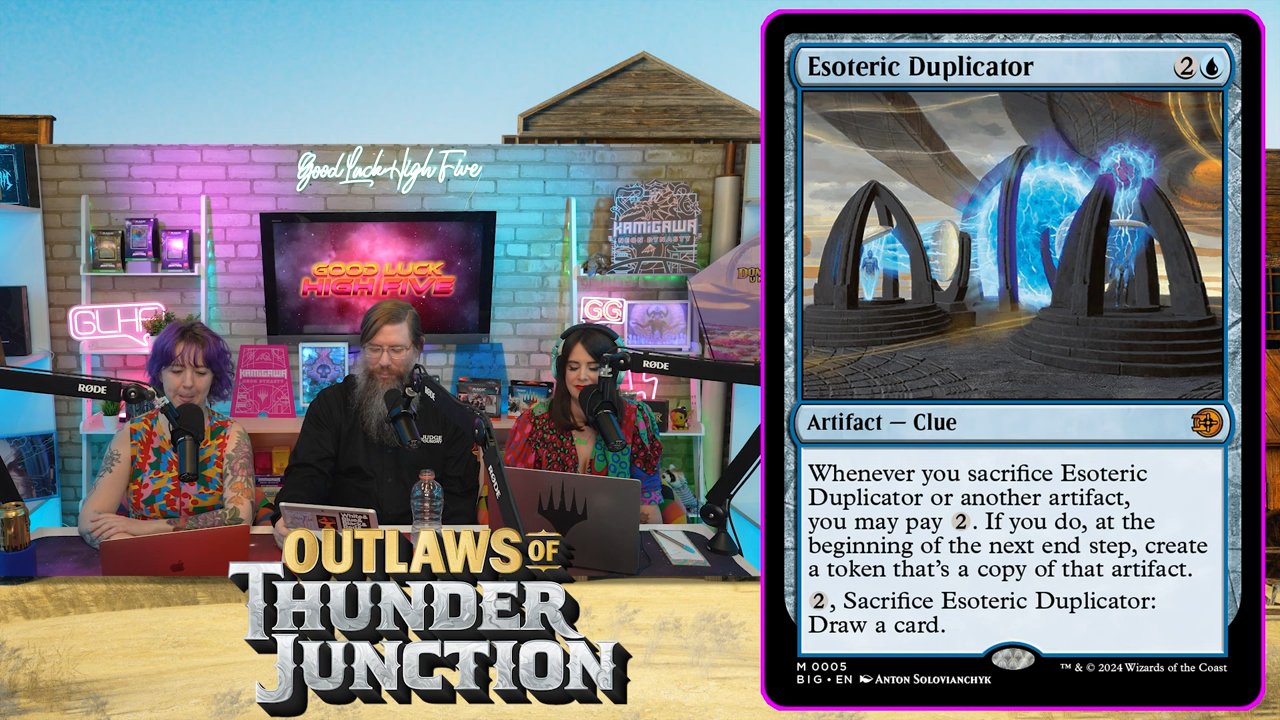 Good Luck High Five
KAMIGAWA
NEON DYNASTY
GOOD LUCK
HIGH FIVE
GLHF
GG
KAMIGAWA
RØDE
RØDE
RØDE
RØDE
JUDGE
OUTLAWS OF
THUNDER
JUNCTION
Esoteric Duplicator
2
Artifact — Clue
Whenever you sacrifice Esoteric
Duplicator or another artifact,
you may pay 2. If you do, at the
beginning of the next end step, create
a token that's a copy of that artifact.
2, Sacrifice Esoteric Duplicator:
Draw a card.
M 0005
BIG • EN Anton Solovianchyk
™ & © 2024 Wizards of the Coast